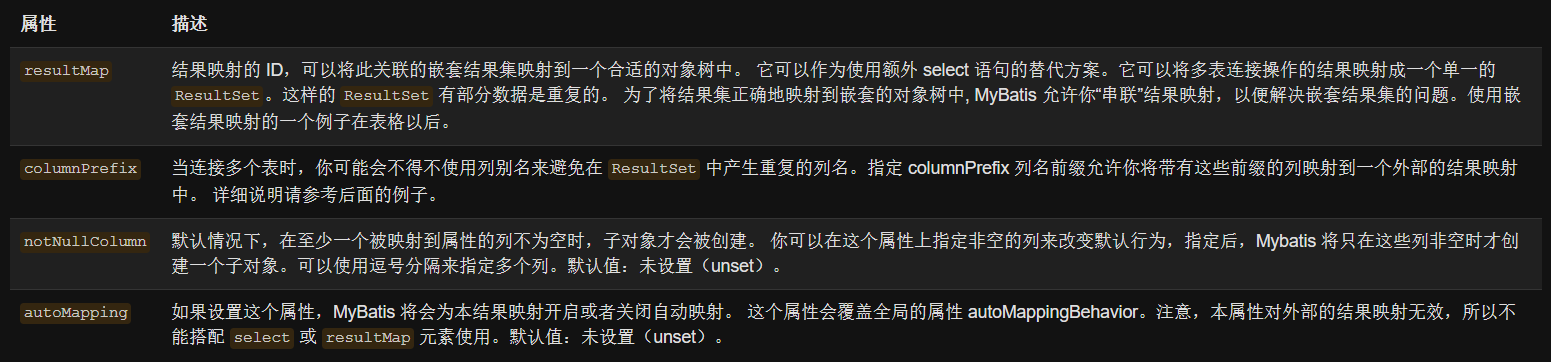 属性 描述
resultMap 结果映射的 ID，可以将此关联的嵌套结果集映射到一个合适的对象树中。 它可以作为使用额外 select 语句的替代方案。它可以将多表连接操作的结果映射成一个单一的
ResultSet。这样的 ResultSet 有部分数据是重复的。 为了将结果集正确地映射到嵌套的对象树中, MyBatis 允许你“串联”结果映射，以便解决嵌套结果集的问题。使用嵌
套结果映射的一个例子在表格以后。
columnPrefix 当连接多个表时，你可能会不得不使用列别名来避免在 ResultSet 中产生重复的列名。指定 columnPrefix 列名前缀允许你将带有这些前缀的列映射到一个外部的结果映射
中。 详细说明请参考后面的例子。
notNullColumn 默认情况下，在至少一个被映射到属性的列不为空时，子对象才会被创建。 你可以在这个属性上指定非空的列来改变默认行为，指定后，Mybatis 将只在这些列非空时才创
建一个子对象。可以使用逗号分隔来指定多个列。默认值：未设置（unset）。
autoMapping 如果设置这个属性，MyBatis 将会为本结果映射开启或者关闭自动映射。 这个属性会覆盖全局的属性 autoMappingBehavior。注意，本属性对外部的结果映射无效，所以不
能搭配 select 或 resultMap 元素使用。默认值：未设置（unset）。